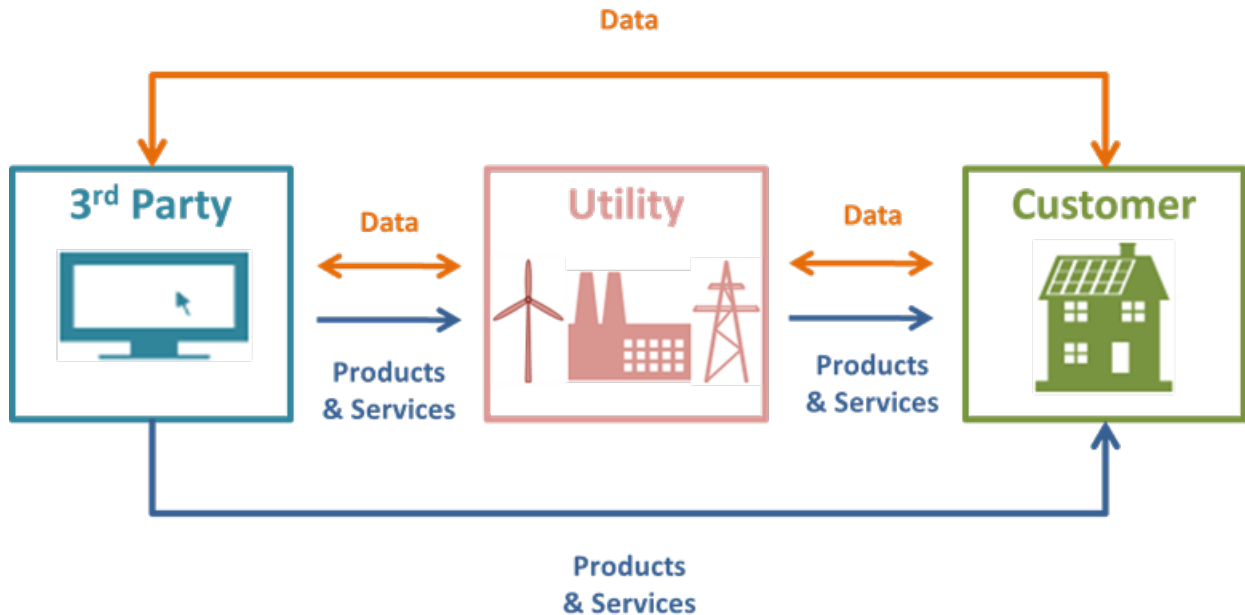 Data
3rd Party
Utility
Customer
Data
Data
Products
& Services
Products
& Services
Products
& Services